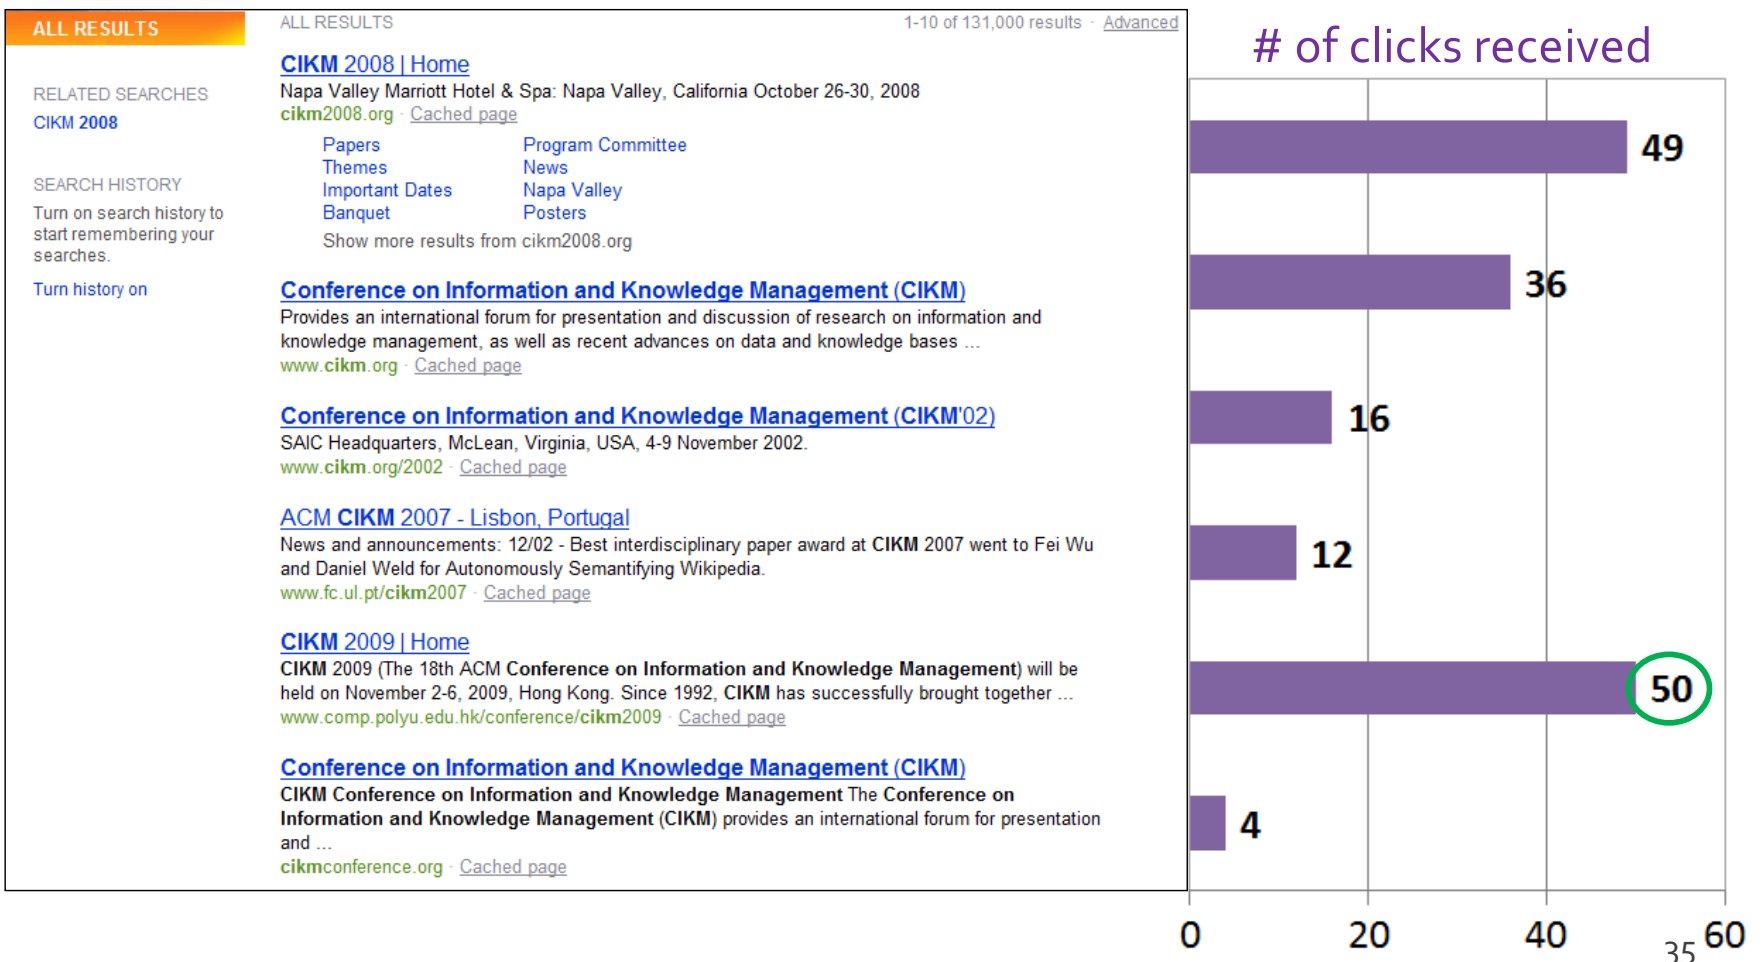 ALL RESULTS
RELATED SEARCHES
CIKM 2008
SEARCH HISTORY
Turn on search history to
start remembering your
searches.
Turn history on
ALL RESULTS
1-10 of 131,000 results · Advanced
CIKM 2008 | Home
Napa Valley Marriott Hotel & Spa: Napa Valley, California October 26-30, 2008
cikm2008.org · Cached page
Papers Program Committee
Themes News
Important Dates Napa Valley
Banquet Posters
Show more results from cikm2008.org
Conference on Information and Knowledge Management (CIKM)
Provides an international forum for presentation and discussion of research on information and
knowledge management, as well as recent advances on data and knowledge bases ...
www.cikm.org · Cached page
Conference on Information and Knowledge Management (CIKM'02)
SAIC Headquarters, McLean, Virginia, USA, 4-9 November 2002.
www.cikm.org/2002 · Cached page
ACM CIKM 2007 - Lisbon, Portugal
News and announcements: 12/02 - Best interdisciplinary paper award at CIKM 2007 went to Fei Wu
and Daniel Weld for Autonomously Semantifying Wikipedia.
www.fc.ul.pt/cikm2007 · Cached page
CIKM 2009 | Home
CIKM 2009 (The 18th ACM Conference on Information and Knowledge Management) will be
held on November 2-6, 2009, Hong Kong. Since 1992, CIKM has successfully brought together ...
www.comp.polyu.edu.hk/conference/cikm2009 · Cached page
Conference on Information and Knowledge Management (CIKM)
CIKM Conference on Information and Knowledge Management The Conference on
Information and Knowledge Management (CIKM) provides an international forum for presentation
and ...
cikmconference.org · Cached page
# of clicks received
49
36
16
12
50
4
0 20 40 60
35